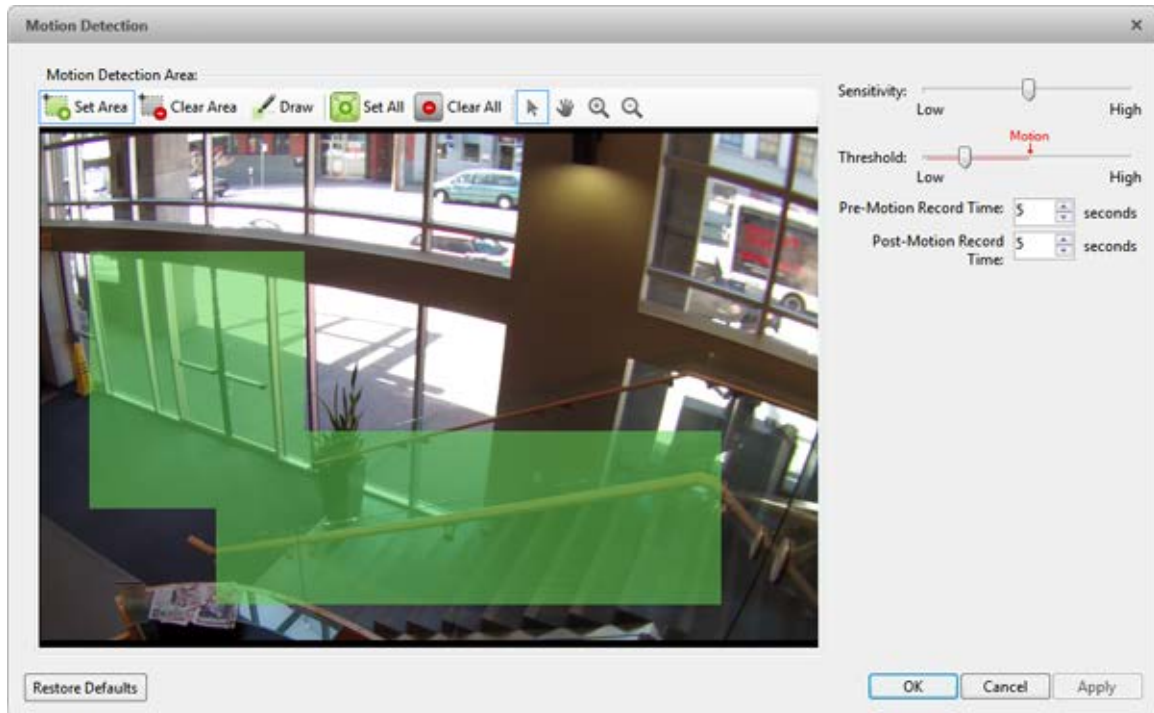 Motion Detection
Motion Detection Area:
Set Area Clear Area Draw Set All Clear All
Sensitivity:
Low High
Motion
Threshold:
Low High
Pre-Motion Record Time: 5 seconds
Post-Motion Record Time: 5 seconds
Restore Defaults
OK Cancel Apply